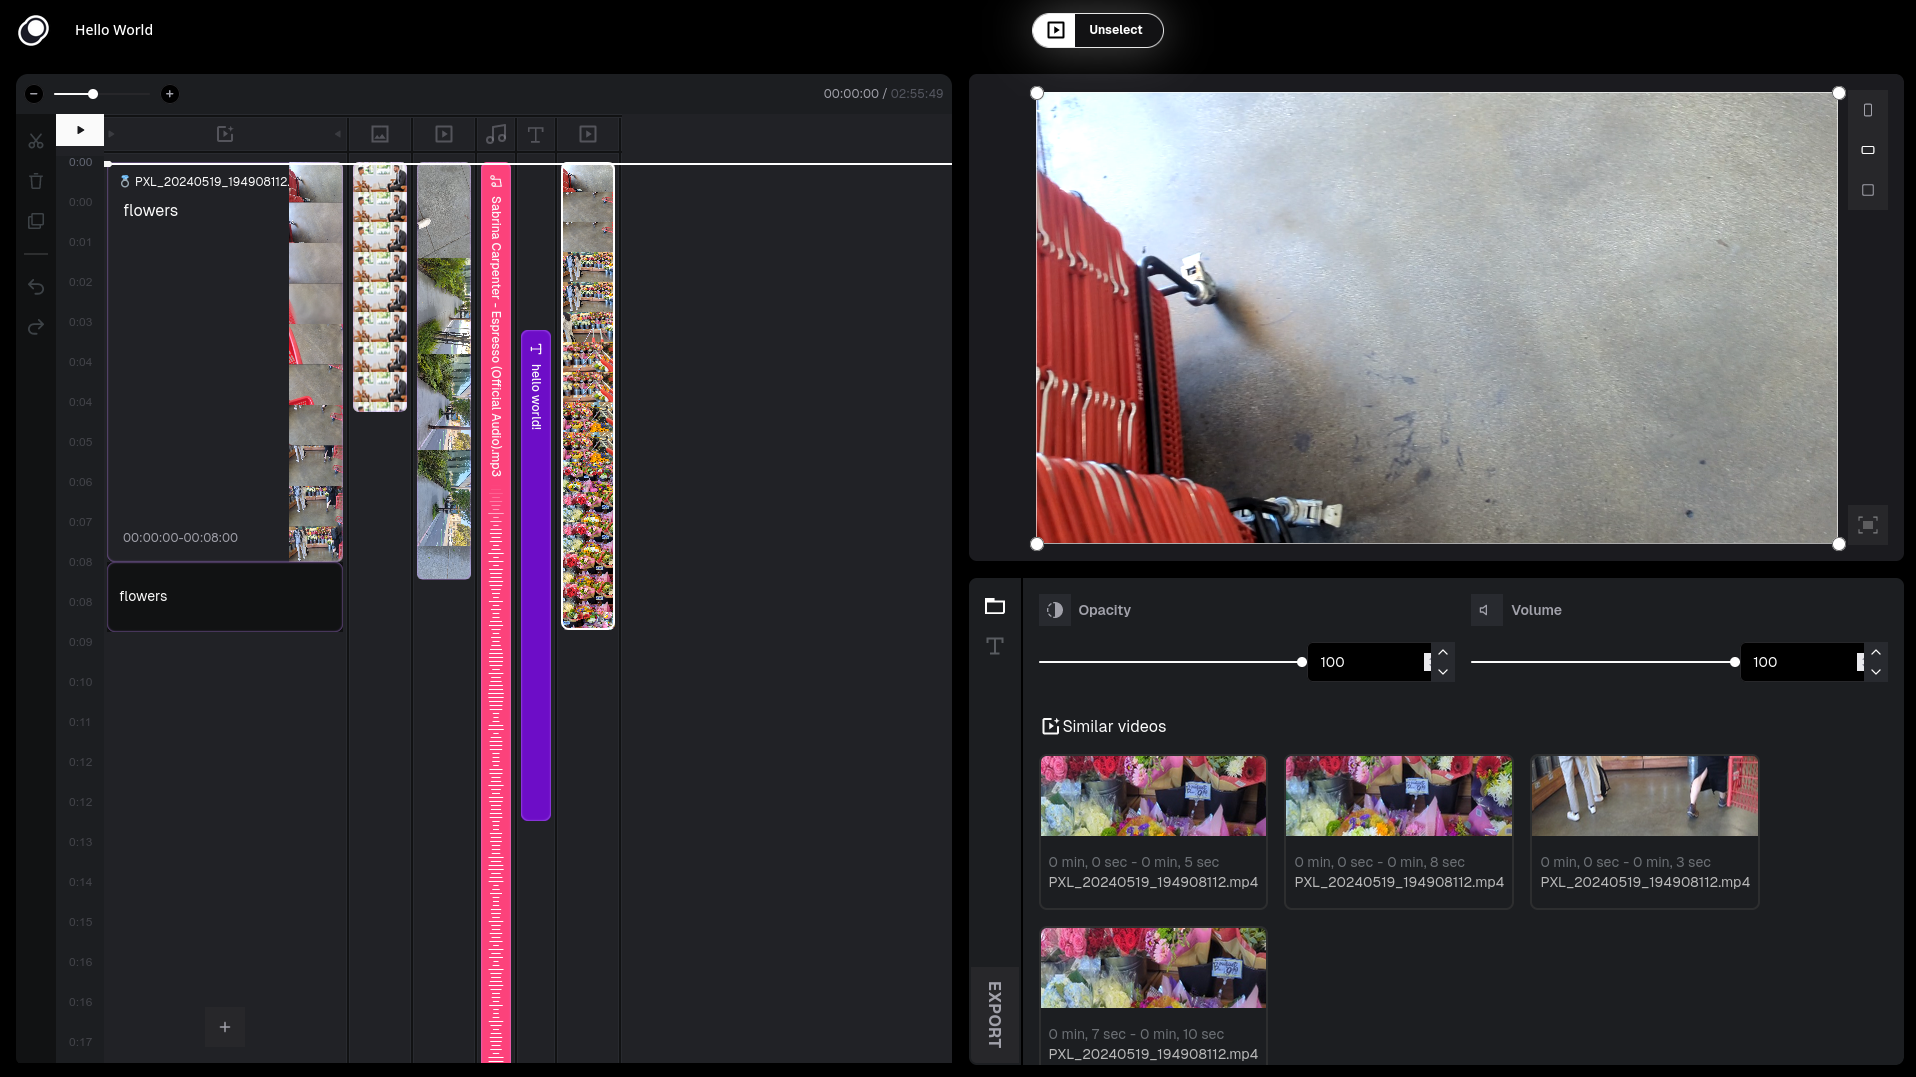 Hello World
Unselect
00:00:00 / 02:55:49
0:00
0:00
0:01
0:02
0:03
0:04
0:04
0:05
0:06
0:07
0:08
0:08
0:09
0:10
0:11
0:12
0:12
0:13
0:14
0:15
0:16
0:16
0:17
PXL_20240519_194908112.
flowers
00:00:00-00:08:00
flowers
Sabrina Carpenter - Espresso (Official Audio).mp3
hello world!
Opacity
100
Volume
100
Similar videos
0 min, 0 sec - 0 min, 5 sec
PXL_20240519_194908112.mp4
0 min, 0 sec - 0 min, 8 sec
PXL_20240519_194908112.mp4
0 min, 0 sec - 0 min, 3 sec
PXL_20240519_194908112.mp4
0 min, 7 sec - 0 min, 10 sec
PXL_20240519_194908112.mp4
EXPORT